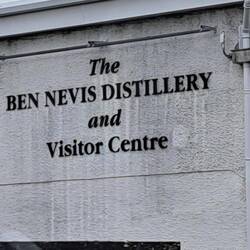 The
BEN NEVIS DISTILLERY
and
Visitor Centre